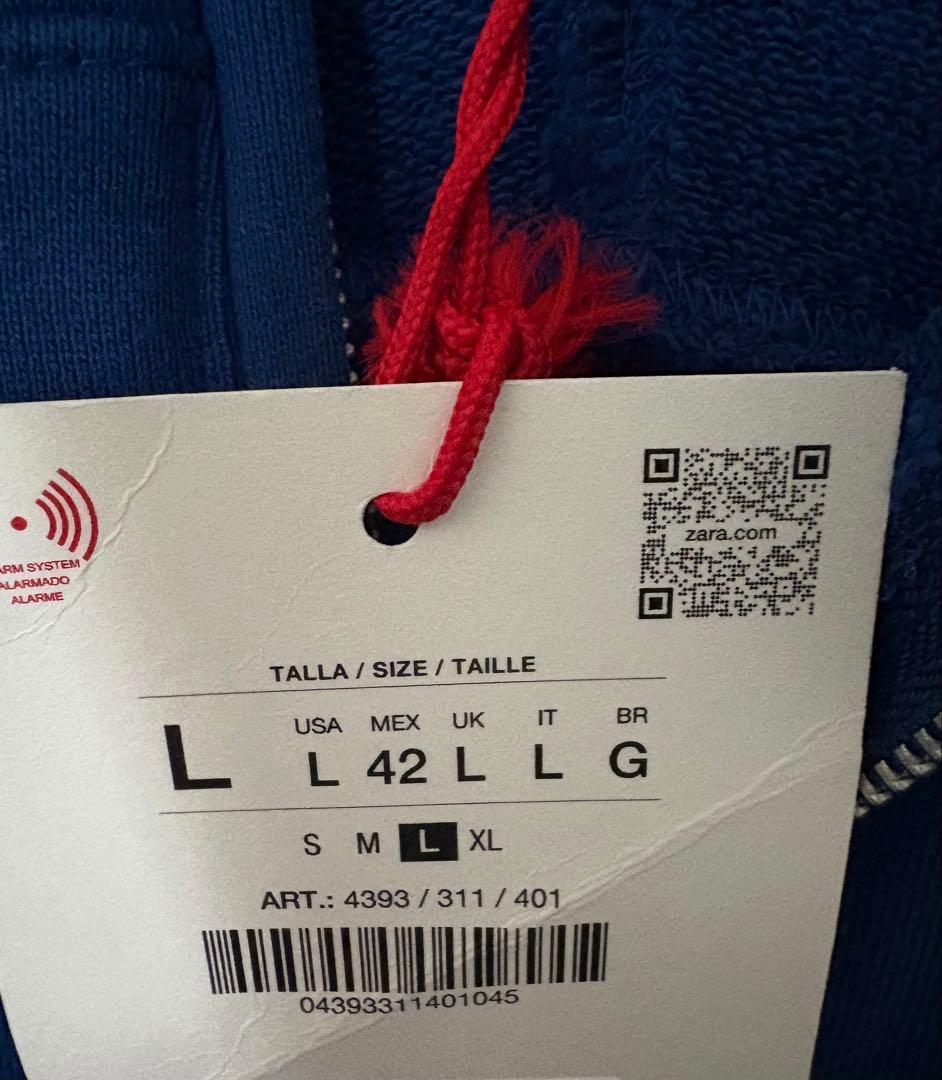 zara.com
SYSTEM
ALARMADO
ALARME
TALLA / SIZE / TAILLE
USA MEX UK IT BR
L L 42 L L G
S M L XL
ART.: 4393 / 311 / 401
04393311401045